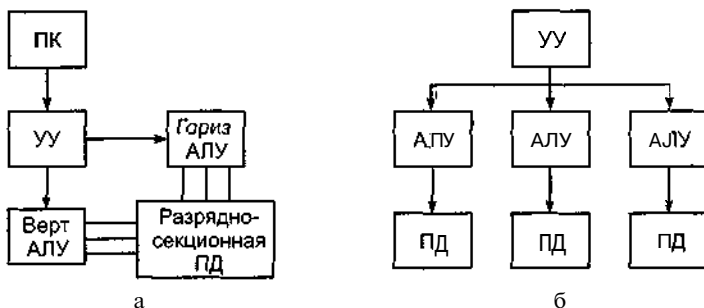 ПК
УУ
УУ
Гориз
АЛУ
АЛУ
АЛУ
АЛУ
Верт
АЛУ
Разрядно-
секционная
ПД
ПД
ПД
ПД
а
б